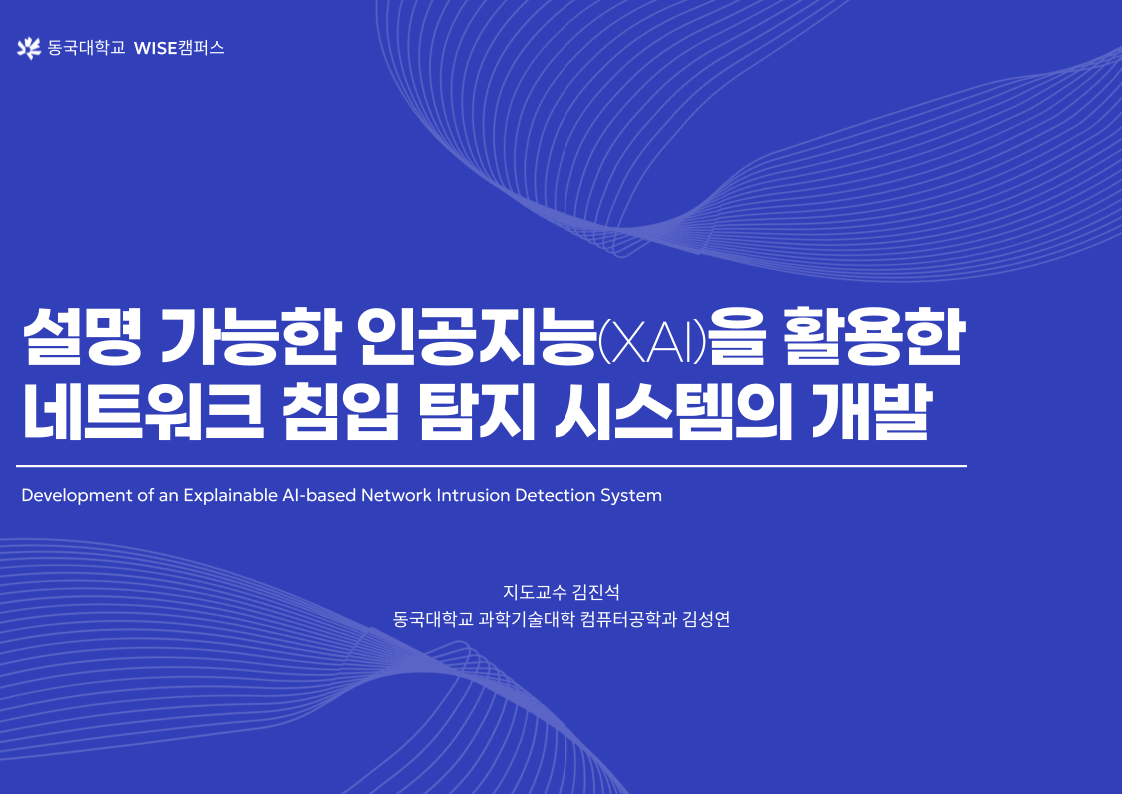 동국대학교 WISE캠퍼스
설명 가능한 인공지능(XAI)을 활용한
네트워크 침입 탐지 시스템의 개발
Development of an Explainable AI-based Network Intrusion Detection System
지도교수 김진석
동국대학교 과학기술대학 컴퓨터공학과 김성연